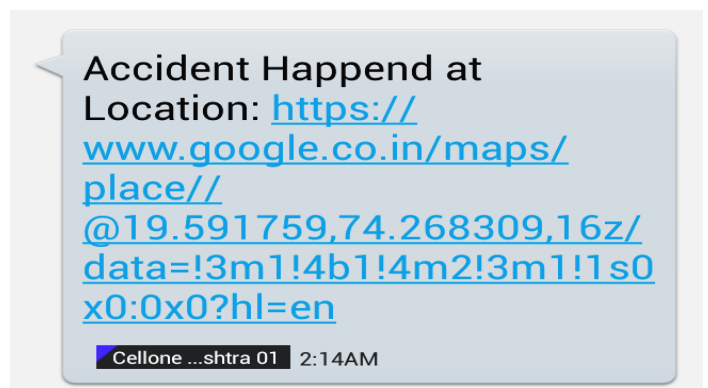 Accident Happend at
Location: https://
www.google.co.in/maps/
place//
@19.591759,74.268309,16z/
data=!3m1!4b1!4m2!3m1!1s0
x0:0x0?hl=en
Cellone ...shtra 01 2:14AM